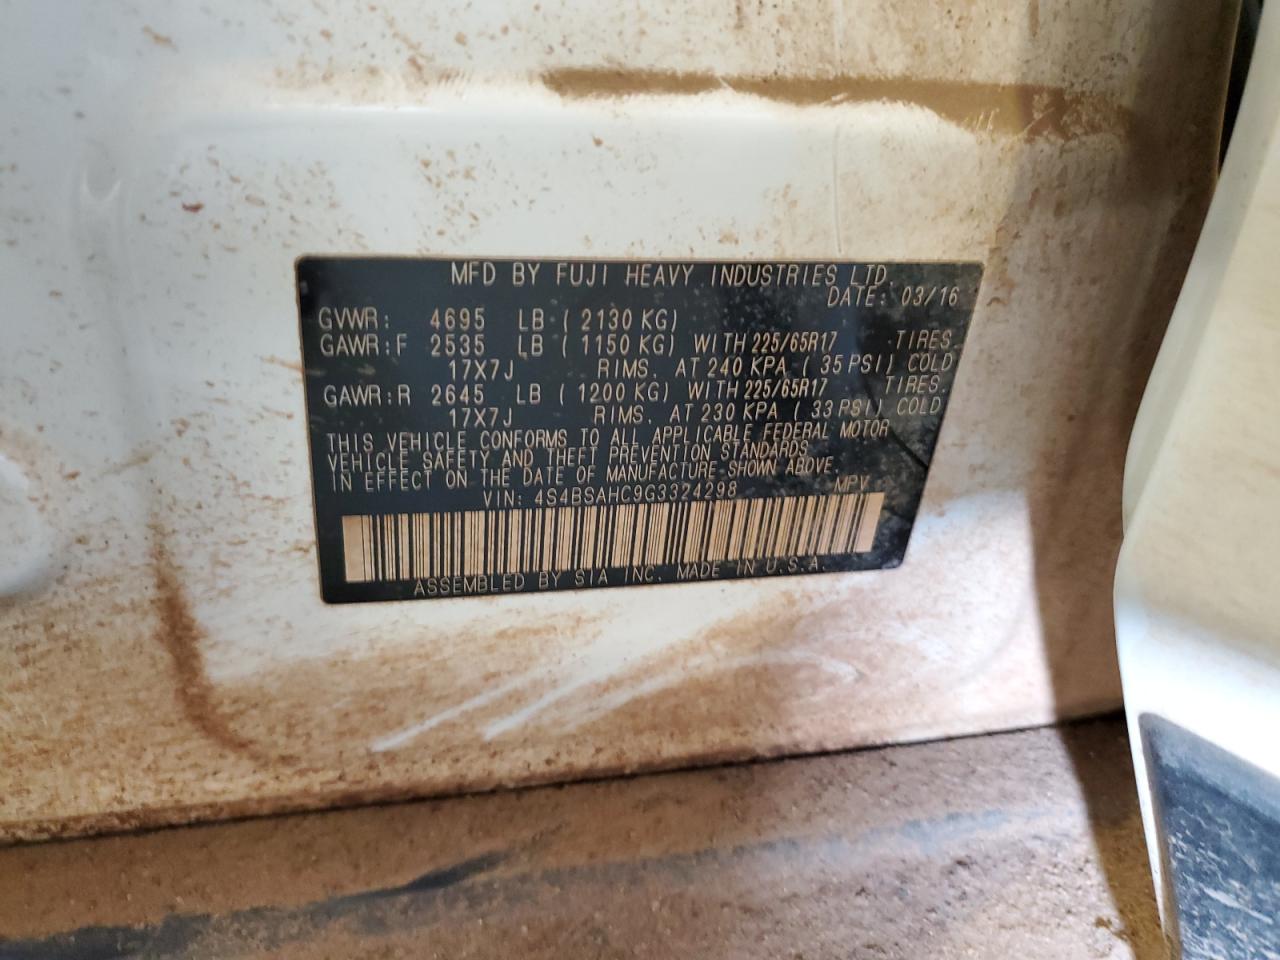 MFD BY FUJI HEAVY INDUSTRIES LTD.
DATE: 03/16
GVWR: 4695 LB ( 2130 KG)
GAWR:F 2535 LB ( 1150 KG) WITH 225/65R17 TIRES.
17X7J RIMS. AT 240 KPA ( 35 PSI) COLD
GAWR:R 2645 LB ( 1200 KG) WITH 225/65R17 TIRES.
17X7J RIMS. AT 230 KPA ( 33 PSI) COLD
THIS VEHICLE CONFORMS TO ALL APPLICABLE FEDERAL MOTOR
VEHICLE SAFETY AND THEFT PREVENTION STANDARDS
IN EFFECT ON THE DATE OF MANUFACTURE SHOWN ABOVE.
VIN: 4S4BSAHC9G3324298 MPV
ASSEMBLED BY SIA INC. MADE IN U.S.A.